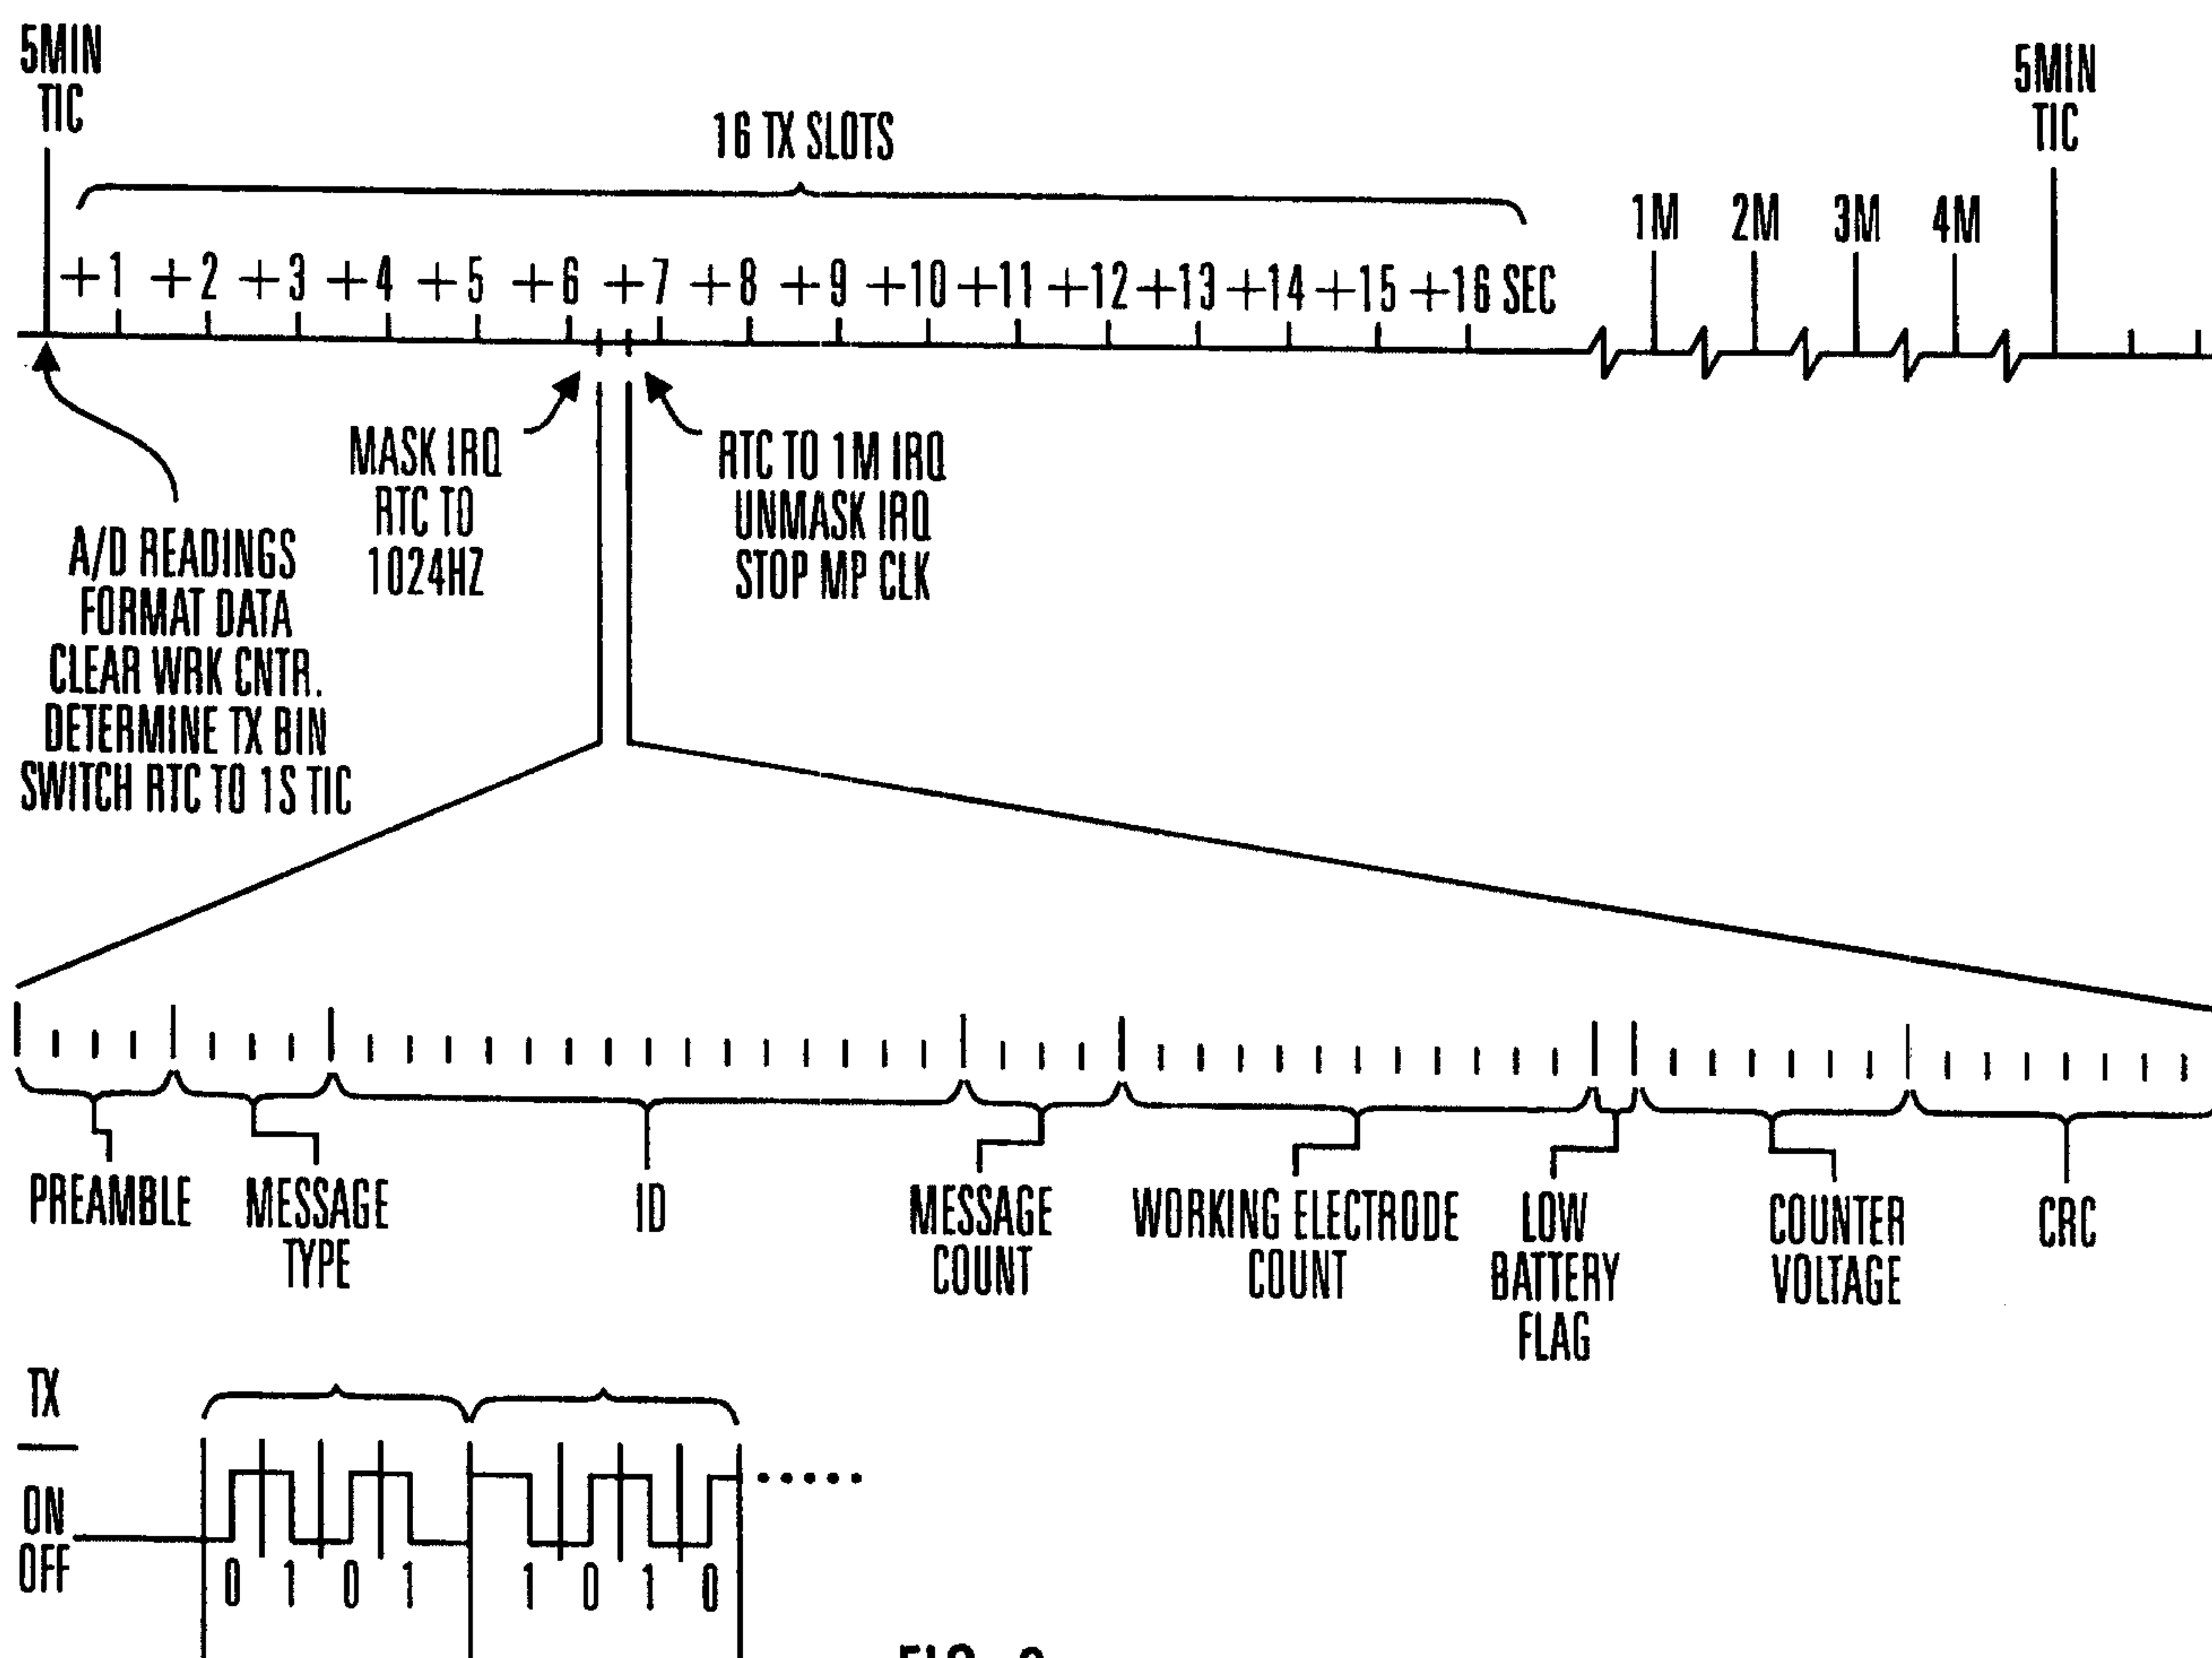 5MIN
TIC
5MIN
TIC
16 TX SLOTS
1M 2M 3M 4M
+1 +2 +3 +4 +5 +6 +7 +8 +9 +10 +11 +12 +13 +14 +15 +16 SEC
MASK IRQ
RTC TO
1024HZ
RTC TO 1M IRQ
UNMASK IRQ
STOP MP CLK
A/D READINGS
FORMAT DATA
CLEAR WRK CNTR.
DETERMINE TX BIN
SWITCH RTC TO 1S TIC
PREAMBLE
MESSAGE
TYPE
ID
MESSAGE
COUNT
WORKING ELECTRODE
COUNT
LOW
BATTERY
FLAG
COUNTER
VOLTAGE
CRC
TX
ON
OFF
0 1 0 1 1 0 1 0